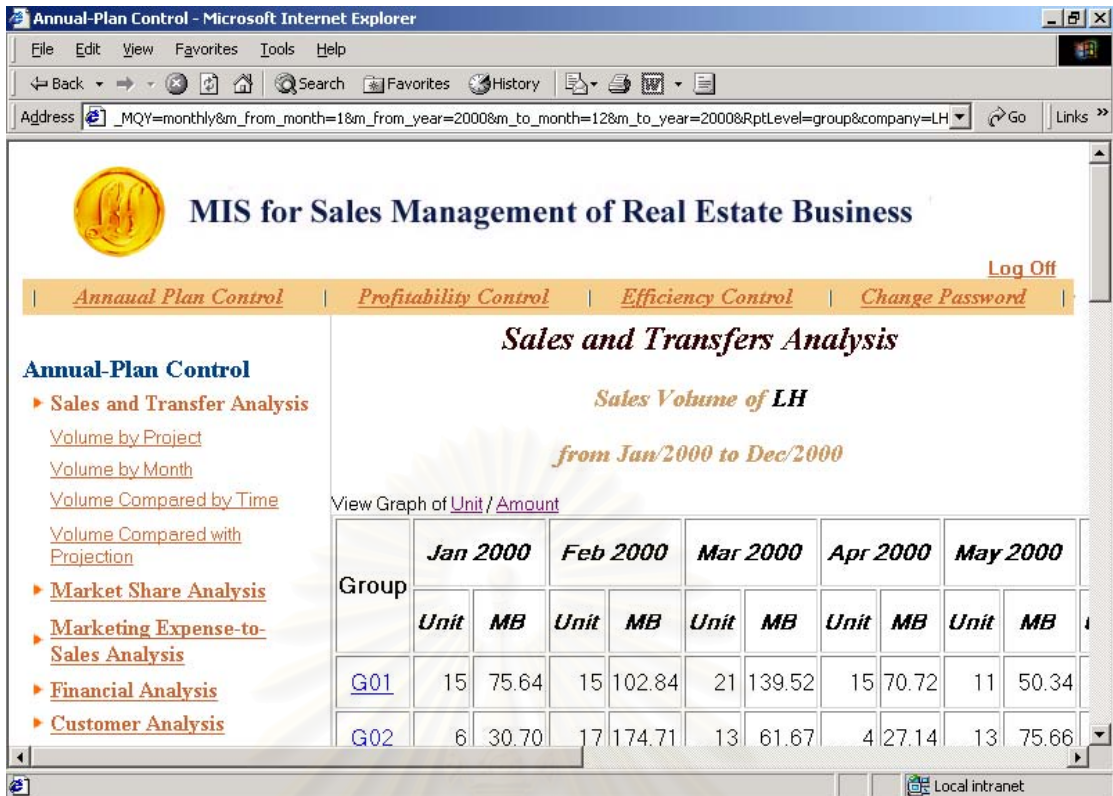 Annual-Plan Control - Microsoft Internet Explorer
File Edit View Favorites Tools Help
Back Search Favorites History
Address _MQY=monthly&m_from_month=1&m_from_year=2000&m_to_month=12&m_to_year=2000&RptLevel=group&company=LH Go Links »
MIS for Sales Management of Real Estate Business
Log Off
| Annaual Plan Control | Profitability Control | Efficiency Control | Change Password |
Sales and Transfers Analysis
Sales Volume of LH
from Jan/2000 to Dec/2000
Annual-Plan Control
Sales and Transfer Analysis
Volume by Project
Volume by Month
Volume Compared by Time
Volume Compared with
Projection
Market Share Analysis
Marketing Expense-to-
Sales Analysis
Financial Analysis
Customer Analysis
View Graph of Unit / Amount
Group Jan 2000 Feb 2000 Mar 2000 Apr 2000 May 2000
Unit MB Unit MB Unit MB Unit MB Unit MB
G01 15 75.64 15 102.84 21 139.52 15 70.72 11 50.34
G02 6 30.70 17 174.71 13 61.67 4 27.14 13 75.66
Local intranet